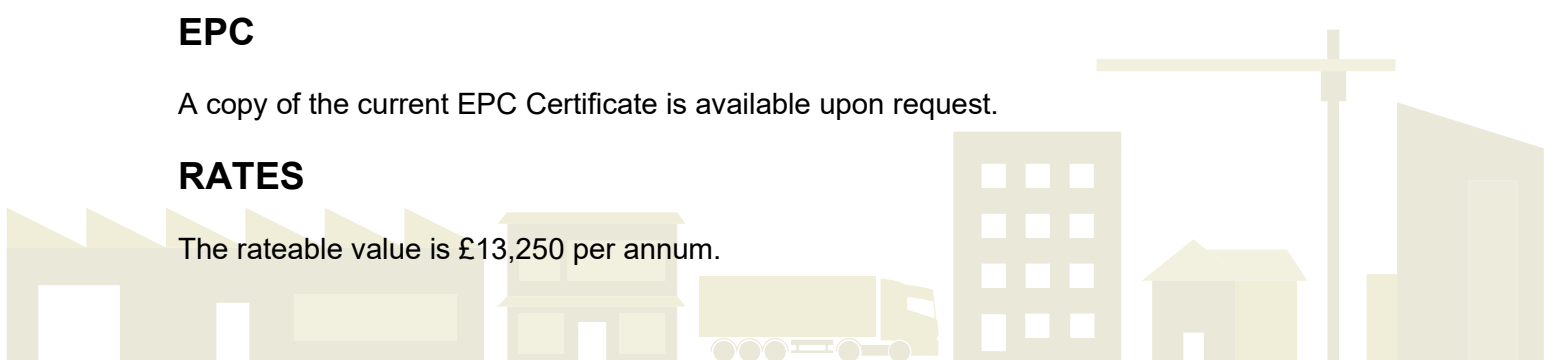 EPC
A copy of the current EPC Certificate is available upon request.
RATES
The rateable value is £13,250 per annum.